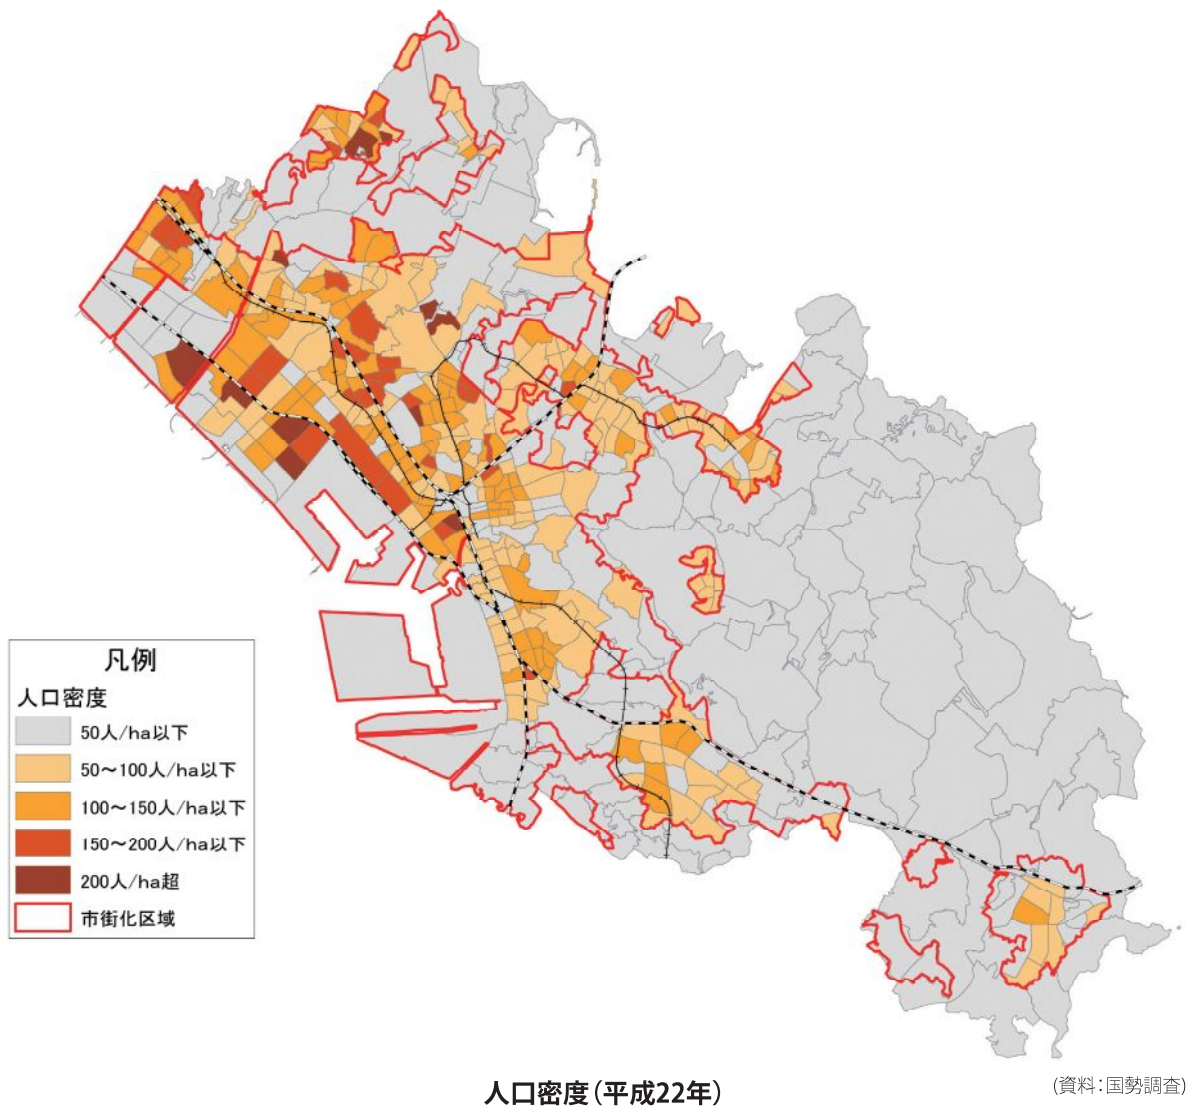 凡例
人口密度
50人/ha以下
50～100人/ha以下
100～150人/ha以下
150～200人/ha以下
200人/ha超
市街化区域
人口密度（平成22年）
(資料：国勢調査)